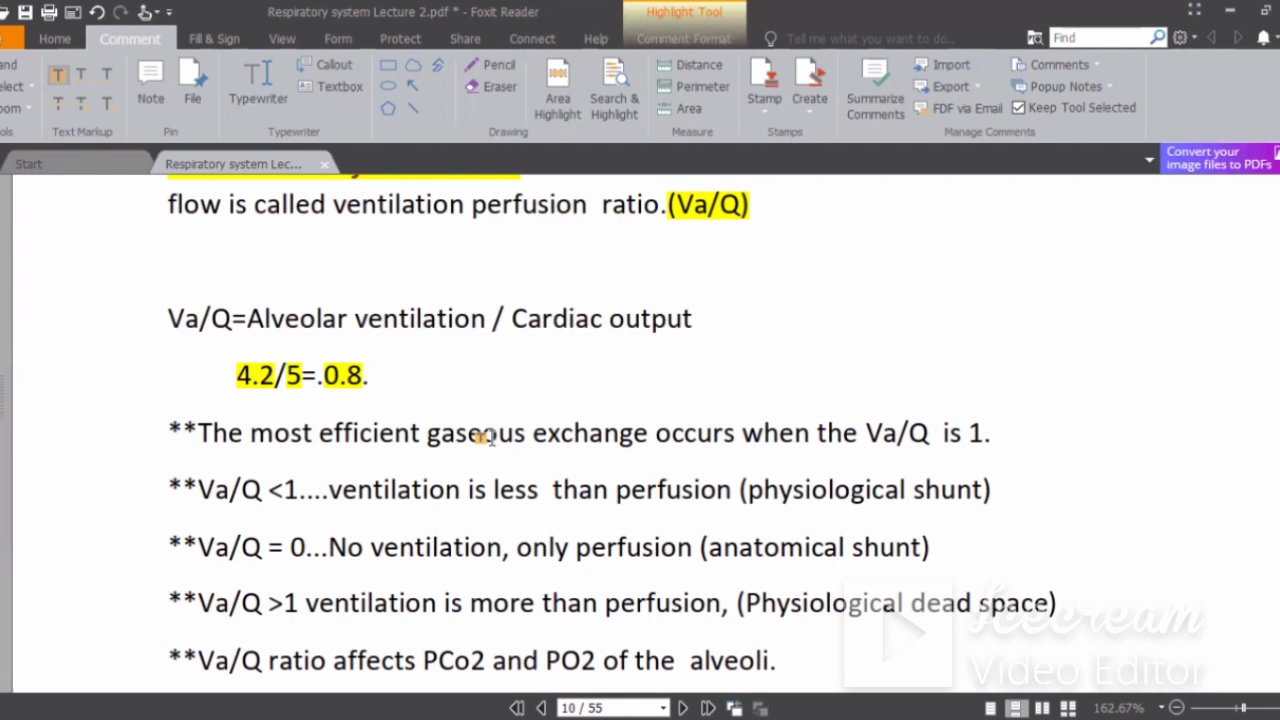 Respiratory system Lecture 2.pdf * - Foxit Reader
Highlight Tool
Home Comment Fill & Sign View Form Protect Share Connect Help Comment Format Tell me what you want to do... Find
Note File Typewriter Callout Textbox Pencil Eraser Area Highlight Search & Highlight Distance Perimeter Area Stamp Create Summarize Comments Import Export FDF via Email Comments Popup Notes Keep Tool Selected
Text Markup Pin Typewriter Drawing Measure Stamps Manage Comments
Start Respiratory system Lec... × Convert your image files to PDFs
flow is called ventilation perfusion ratio.(Va/Q)
Va/Q=Alveolar ventilation / Cardiac output
4.2/5=.0.8.
**The most efficient gaseous exchange occurs when the Va/Q is 1.
**Va/Q <1....ventilation is less than perfusion (physiological shunt)
**Va/Q = 0...No ventilation, only perfusion (anatomical shunt)
**Va/Q >1 ventilation is more than perfusion, (Physiological dead space)
**Va/Q ratio affects PCo2 and PO2 of the alveoli.
Icecream
Video Editor
10 / 55 162.67%